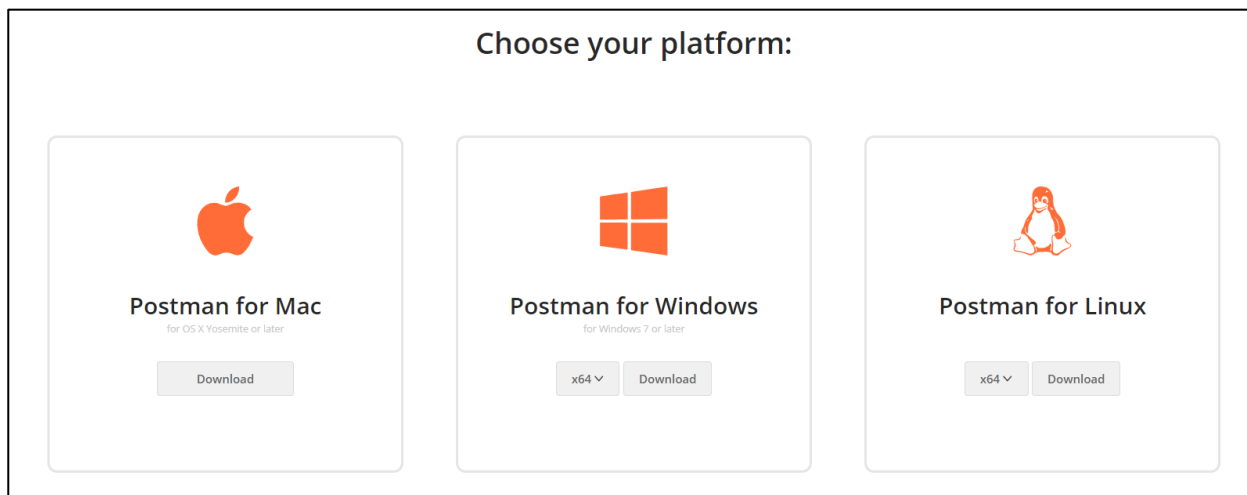 Choose your platform:
Postman for Mac
for OS X Yosemite or later
Download
Postman for Windows
for Windows 7 or later
x64 Download
Postman for Linux
x64 Download